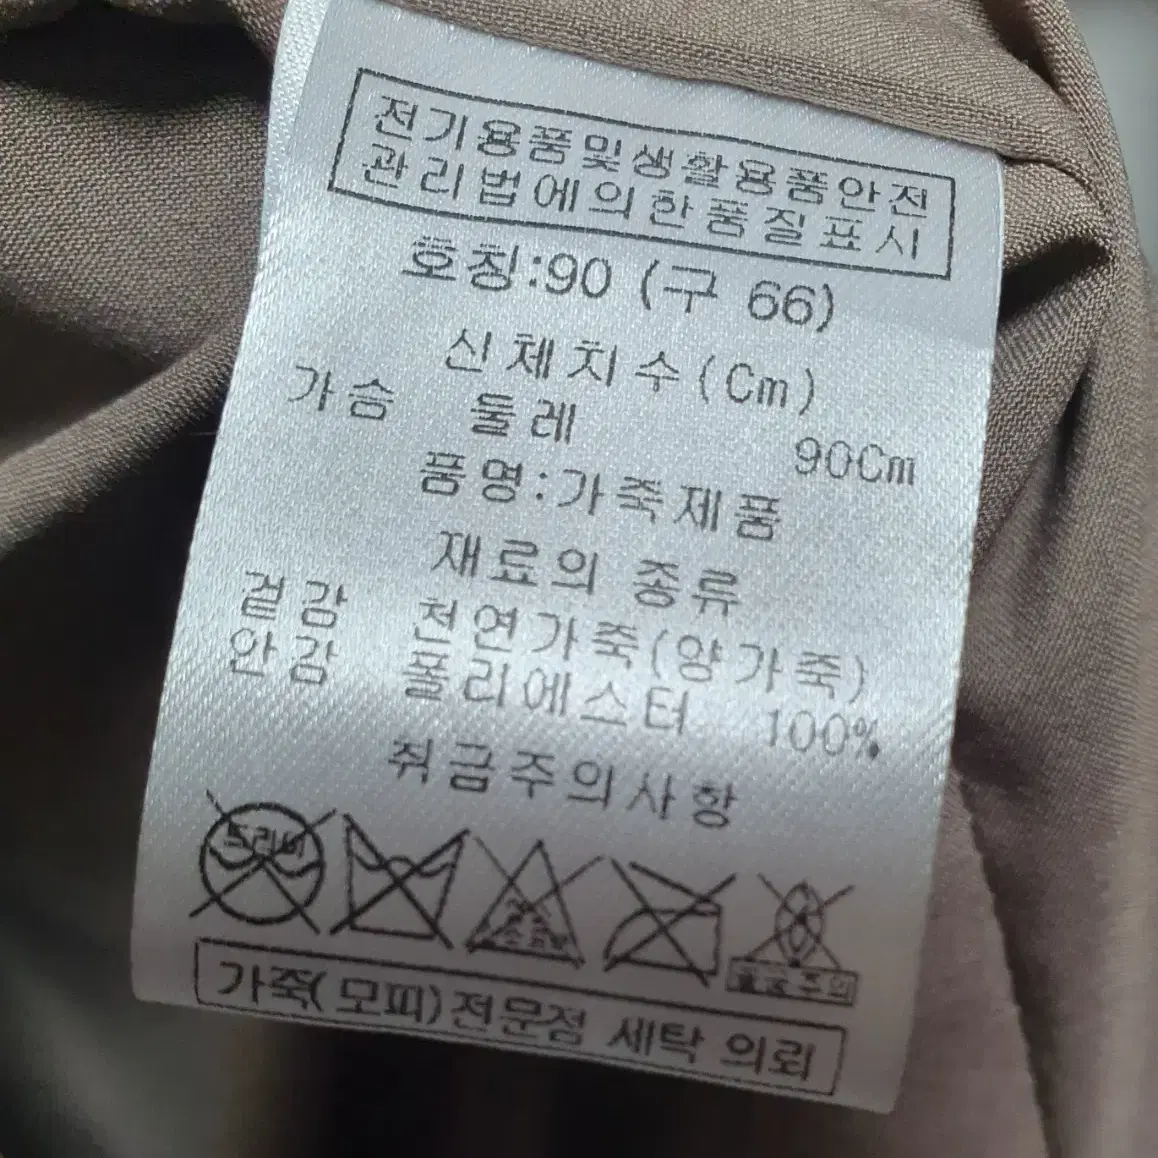 전기용품및생활용품안전
관리법에의한품질표시
호칭:90 (구 66)
신체치수(Cm)
가슴 둘레 90Cm
품명:가죽제품
재료의 종류
겉감 천연가죽(양가죽)
안감 폴리에스터 100%
취급주의사항
드라이
가죽(모피)전문점 세탁 의뢰